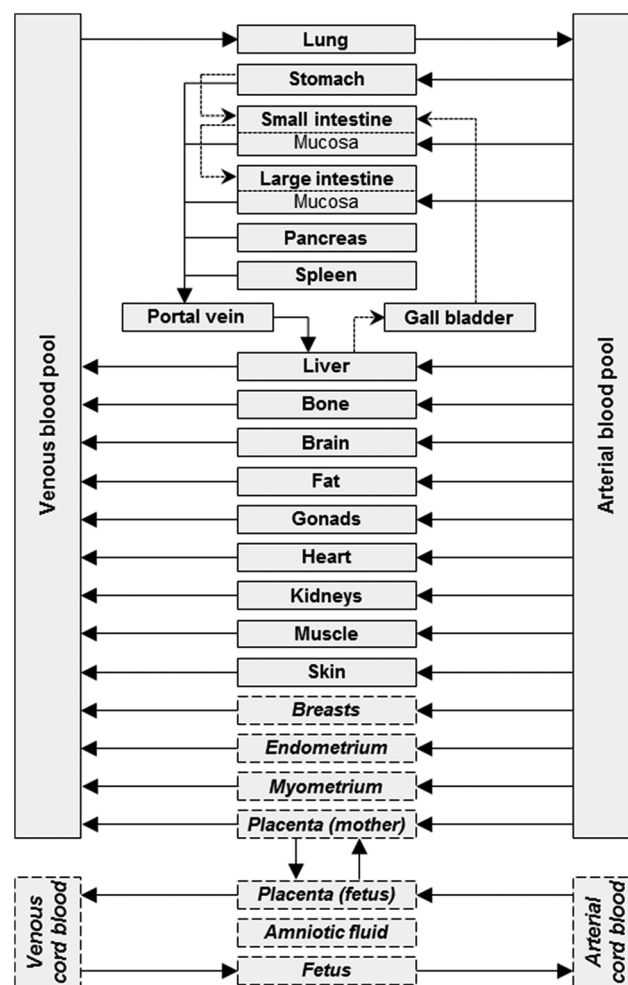 Venous blood pool
Arterial blood pool
Lung
Stomach
Small intestine
Mucosa
Large intestine
Mucosa
Pancreas
Spleen
Portal vein
Gall bladder
Liver
Bone
Brain
Fat
Gonads
Heart
Kidneys
Muscle
Skin
Breasts
Endometrium
Myometrium
Placenta (mother)
Venous
cord blood
Placenta (fetus)
Amniotic fluid
Fetus
Arterial
cord blood